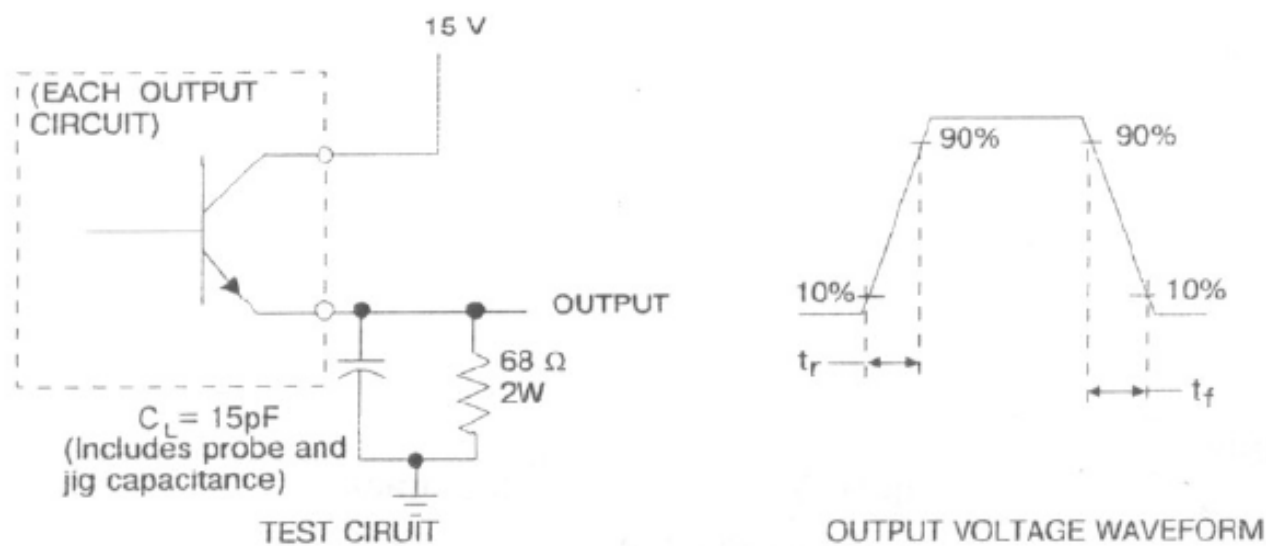 15 V
(EACH OUTPUT
CIRCUIT)
OUTPUT
68 Ω
2W
C_L = 15pF
(Includes probe and
jig capacitance)
TEST CIRUIT
90%
90%
10%
10%
t_r
t_f
OUTPUT VOLTAGE WAVEFORM